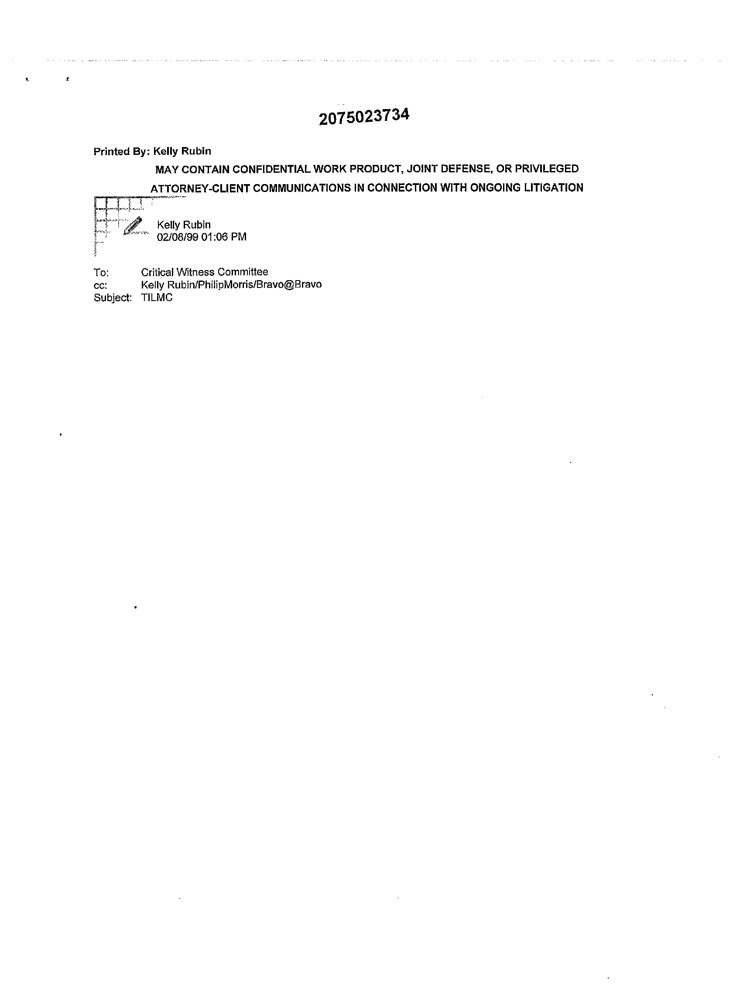 2075023734
Printed By: Kelly Rubin
MAY CONTAIN CONFIDENTIAL WORK PRODUCT, JOINT DEFENSE, OR PRIVILEGED
ATTORNEY-CLIENT COMMUNICATIONS IN CONNECTION WITH ONGOING LITIGATION
Kelly Rubin
02/08/99 01:06 PM
To: Critical Witness Committee
cc: Kelly Rubin/PhilipMorris/Bravo@Bravo
Subject: TILMC